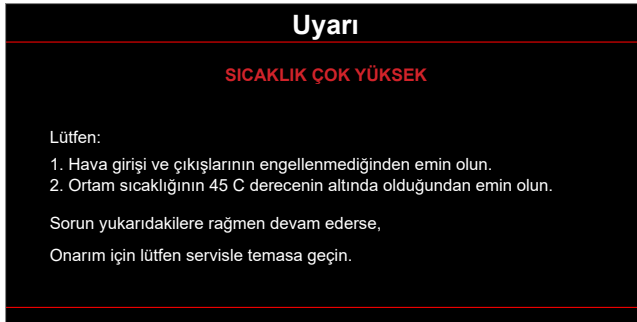 Uyarı
SICAKLIK ÇOK YÜKSEK
Lütfen:
1. Hava girişi ve çıkışlarının engellenmediğinden emin olun.
2. Ortam sıcaklığının 45 C derecenin altında olduğundan emin olun.
Sorun yukarıdakilere rağmen devam ederse,
Onarım için lütfen servisle temasa geçin.